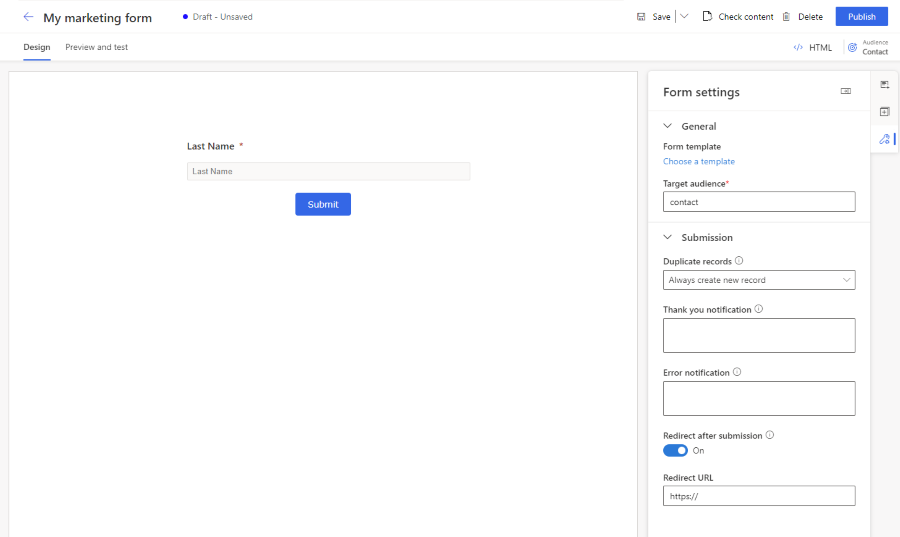 My marketing form
Draft - Unsaved
Save
Check content
Delete
Publish
Design
Preview and test
</> HTML
Audience
Contact
Last Name *
Last Name
Submit
Form settings
General
Form template
Choose a template
Target audience*
contact
Submission
Duplicate records
Always create new record
Thank you notification
Error notification
Redirect after submission
On
Redirect URL
https://